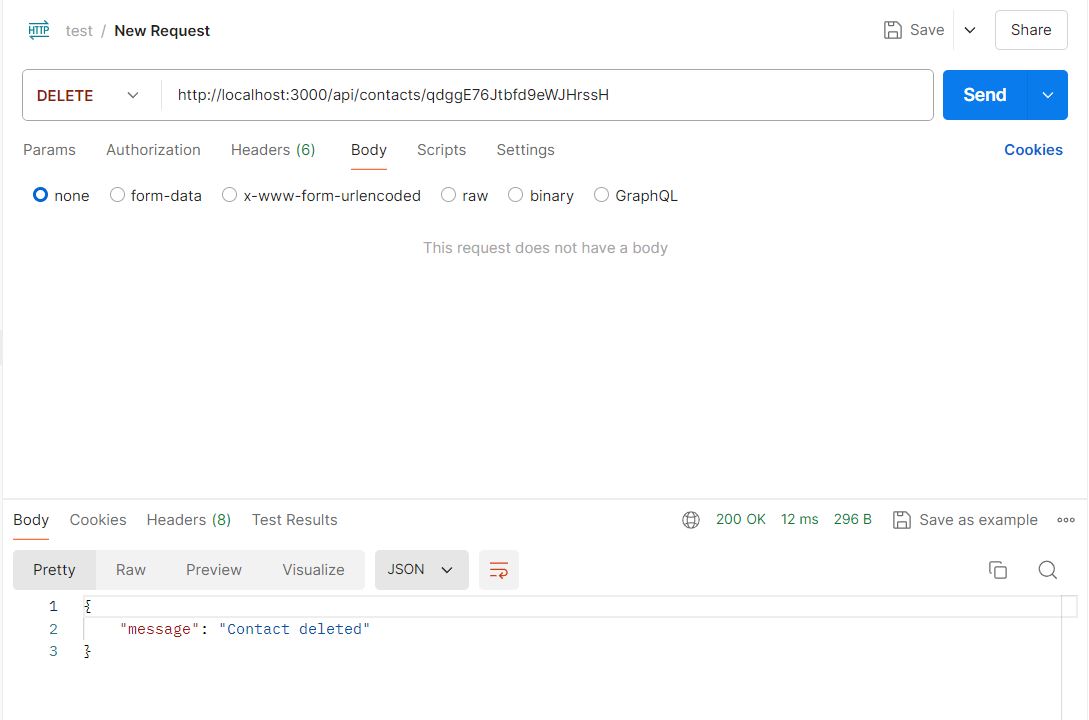 HTTP test / New Request Save Share
DELETE http://localhost:3000/api/contacts/qdggE76Jtbfd9eWJHrssH Send
Params Authorization Headers (6) Body Scripts Settings Cookies
none form-data x-www-form-urlencoded raw binary GraphQL
This request does not have a body
Body Cookies Headers (8) Test Results 200 OK 12 ms 296 B Save as example
Pretty Raw Preview Visualize JSON
1 {
2 "message": "Contact deleted"
3 }